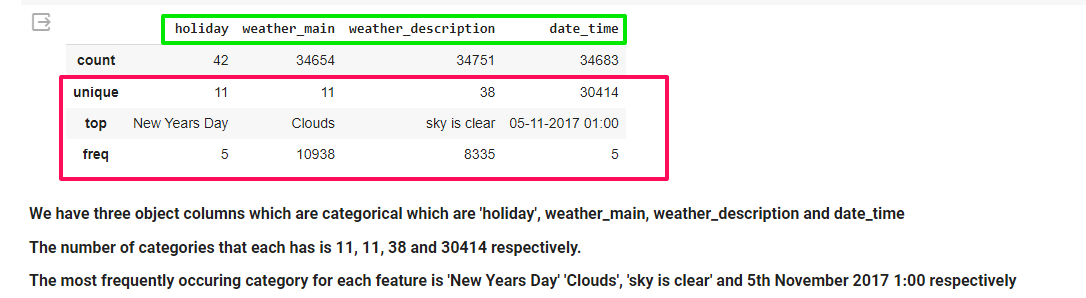 holiday weather_main weather_description date_time
count 42 34654 34751 34683
unique 11 11 38 30414
top New Years Day Clouds sky is clear 05-11-2017 01:00
freq 5 10938 8335 5
We have three object columns which are categorical which are 'holiday', weather_main, weather_description and date_time
The number of categories that each has is 11, 11, 38 and 30414 respectively.
The most frequently occuring category for each feature is 'New Years Day' 'Clouds', 'sky is clear' and 5th November 2017 1:00 respectively